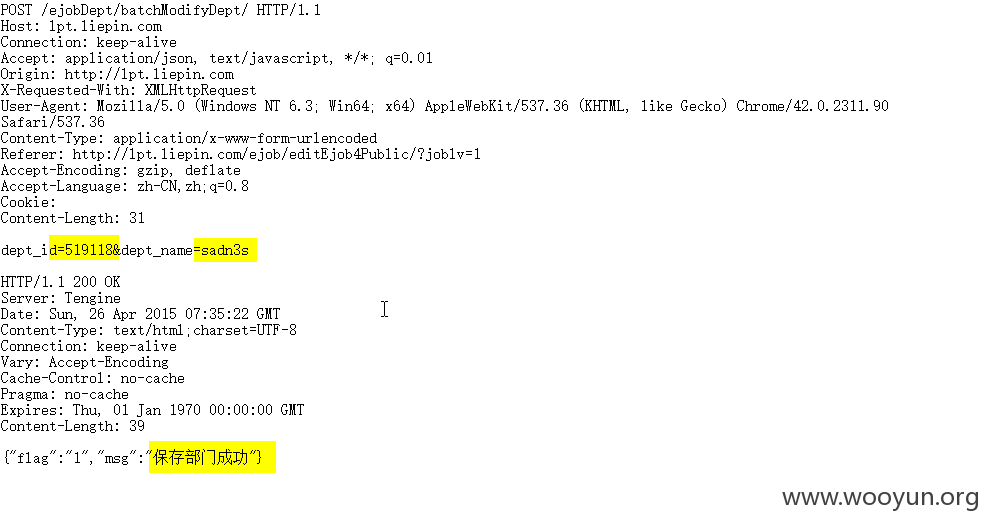 POST /ejobDept/batchModifyDept/ HTTP/1.1
Host: lpt.liepin.com
Connection: keep-alive
Accept: application/json, text/javascript, */*; q=0.01
Origin: http://lpt.liepin.com
X-Requested-With: XMLHttpRequest
User-Agent: Mozilla/5.0 (Windows NT 6.3; Win64; x64) AppleWebKit/537.36 (KHTML, like Gecko) Chrome/42.0.2311.90
Safari/537.36
Content-Type: application/x-www-form-urlencoded
Referer: http://lpt.liepin.com/ejob/editEjob4Public/?joblv=1
Accept-Encoding: gzip, deflate
Accept-Language: zh-CN,zh;q=0.8
Cookie:
Content-Length: 31
dept_id=519118&dept_name=sadn3s
HTTP/1.1 200 OK
Server: Tengine
Date: Sun, 26 Apr 2015 07:35:22 GMT
Content-Type: text/html;charset=UTF-8
Connection: keep-alive
Vary: Accept-Encoding
Cache-Control: no-cache
Pragma: no-cache
Expires: Thu, 01 Jan 1970 00:00:00 GMT
Content-Length: 39
{"flag":"1","msg":"保存部门成功"}
www.wooyun.org